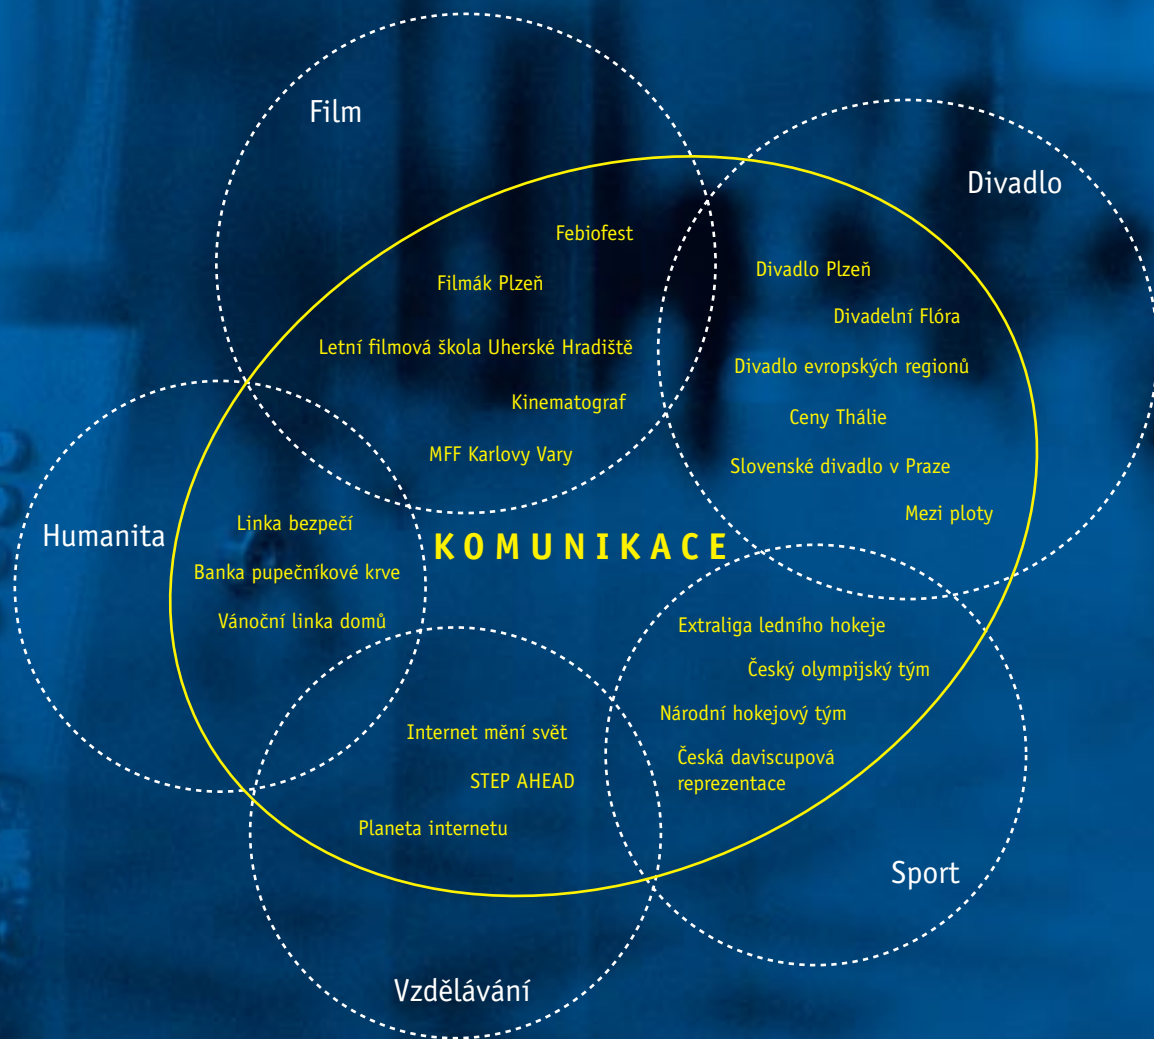 Film
Febiofest
Filmák Plzeň
Letní filmová škola Uherské Hradiště
Kinematograf
MFF Karlovy Vary
Divadlo
Divadlo Plzeň
Divadelní Flóra
Divadlo evropských regionů
Ceny Thálie
Slovenské divadlo v Praze
Mezi ploty
Humanita
Linka bezpečí
Banka pupečníkové krve
Vánoční linka domů
KOMUNIKACE
Extraliga ledního hokeje
Český olympijský tým
Národní hokejový tým
Česká daviscupová
reprezentace
Sport
Internet mění svět
STEP AHEAD
Planeta internetu
Vzdělávání